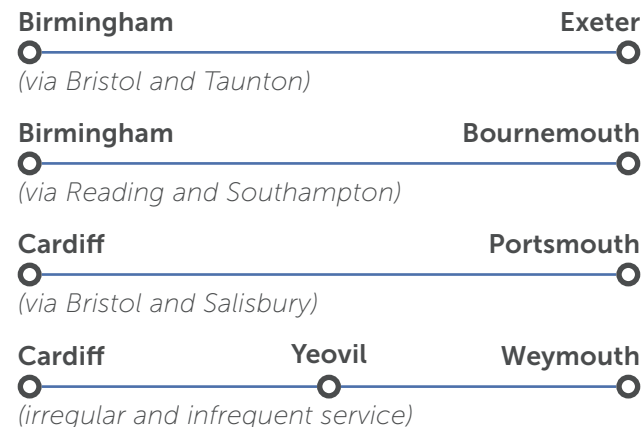 Birmingham Exeter
(via Bristol and Taunton)
Birmingham Bournemouth
(via Reading and Southampton)
Cardiff Portsmouth
(via Bristol and Salisbury)
Cardiff Yeovil Weymouth
(irregular and infrequent service)